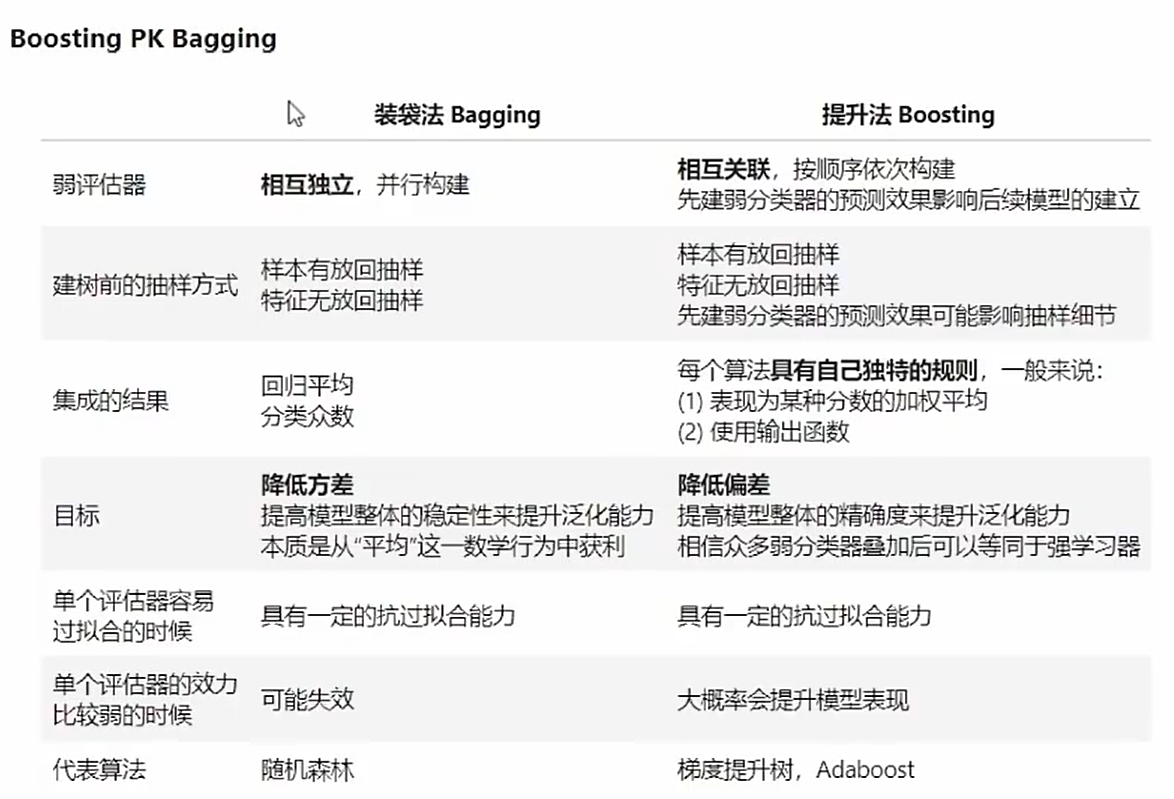 Boosting PK Bagging
装袋法 Bagging
提升法 Boosting
弱评估器
相互独立，并行构建
相互关联，按顺序依次构建
先建弱分类器的预测效果影响后续模型的建立
建树前的抽样方式
样本有放回抽样
特征无放回抽样
样本有放回抽样
特征无放回抽样
先建弱分类器的预测效果可能影响抽样细节
集成的结果
回归平均
分类众数
每个算法具有自己独特的规则，一般来说：
(1) 表现为某种分数的加权平均
(2) 使用输出函数
目标
降低方差
提高模型整体的稳定性来提升泛化能力
本质是从“平均”这一数学行为中获利
降低偏差
提高模型整体的精确度来提升泛化能力
相信众多弱分类器叠加后可以等同于强学习器
单个评估器容易
过拟合的时候
具有一定的抗过拟合能力
具有一定的抗过拟合能力
单个评估器的效力
比较弱的时候
可能失效
大概率会提升模型表现
代表算法
随机森林
梯度提升树，Adaboost